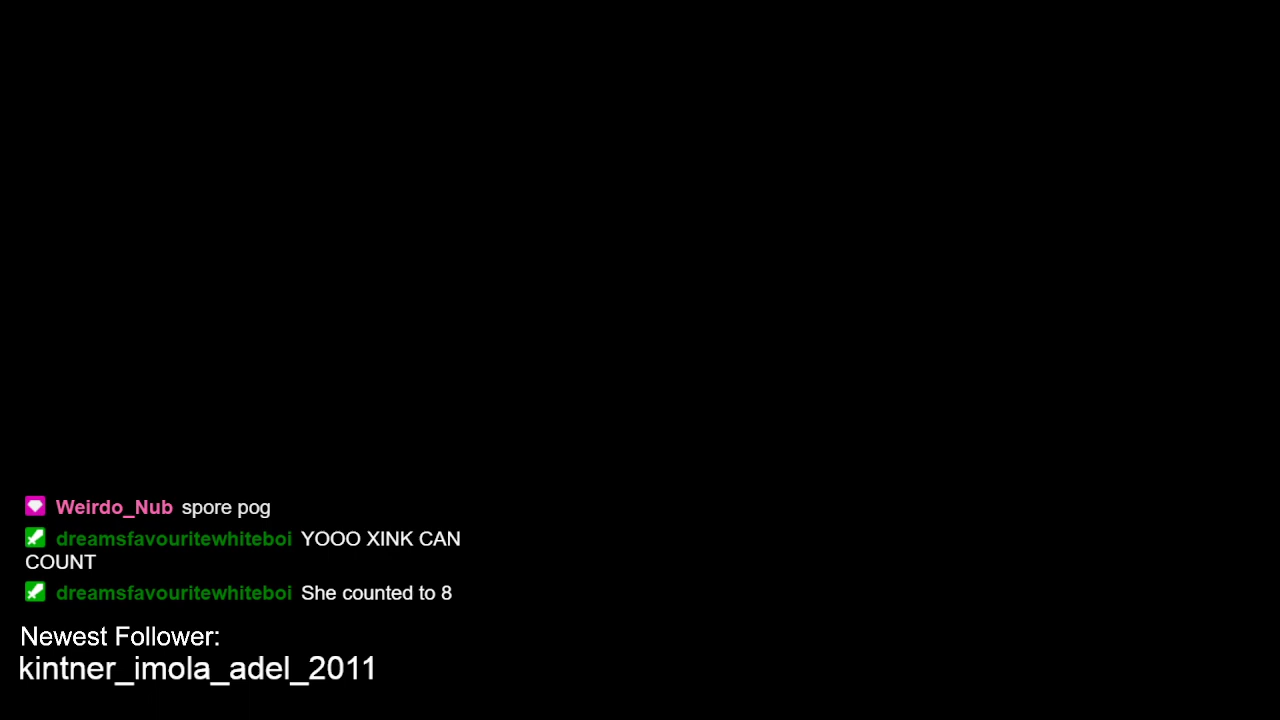 Weirdo_Nub spore pog
dreamsfavouritewhiteboi YOOO XINK CAN
COUNT
dreamsfavouritewhiteboi She counted to 8
Newest Follower:
kintner_imola_adel_2011